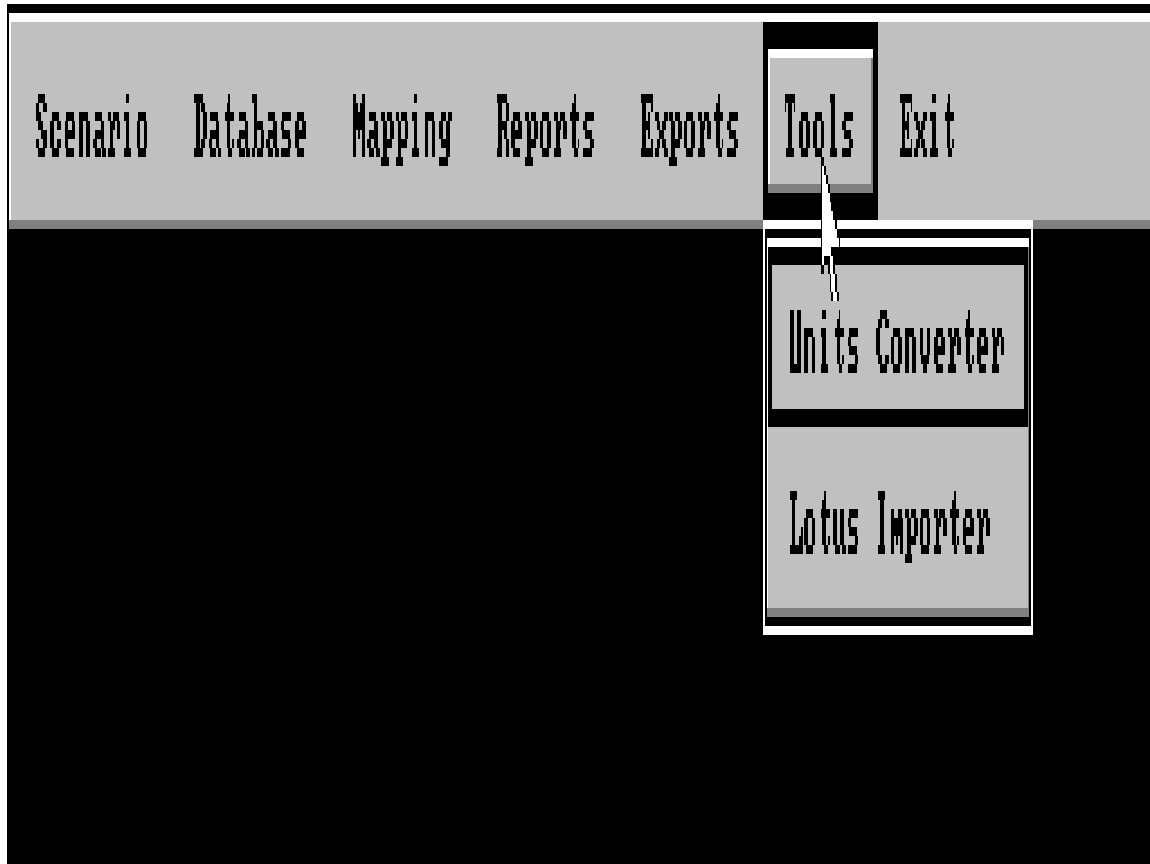 Scenario Database Mapping Reports Exports Tools Exit
Units Converter
Lotus Importer